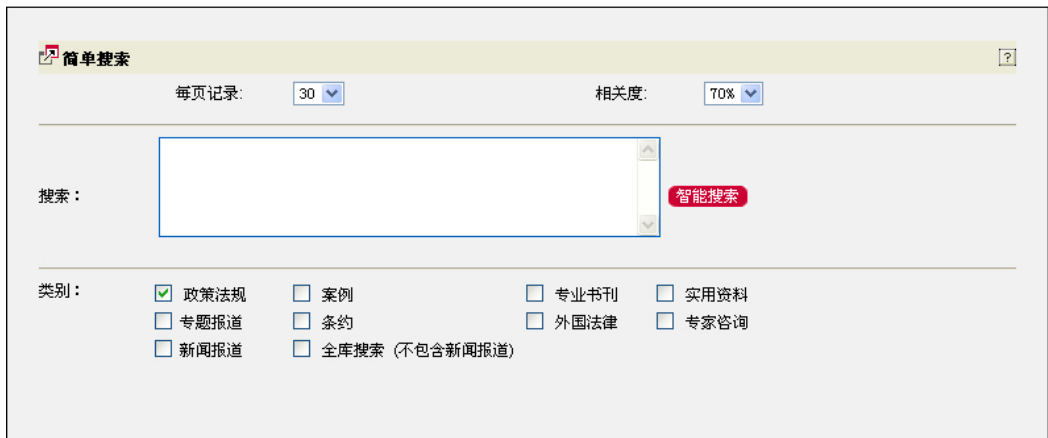 简单搜索 ?
每页记录: 30 相关度: 70%
搜索： 智能搜索
类别： 政策法规 案例 专业书刊 实用资料
专题报道 条约 外国法律 专家咨询
新闻报道 全库搜索 (不包含新闻报道)